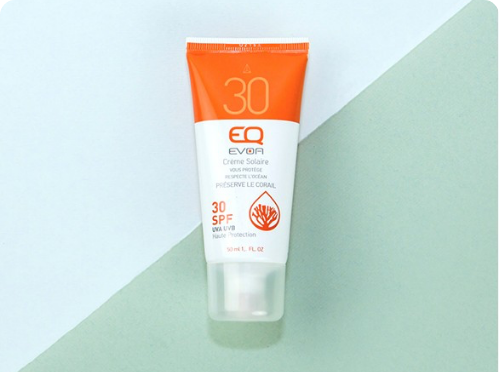 30
EQ
EVOA
Crème Solaire
VOUS PROTÈGE
RESPECTE L'OCÉAN
PRÉSERVE LE CORAIL
30
SPF
UVA UVB
Haute Protection
50 ml FL. OZ.